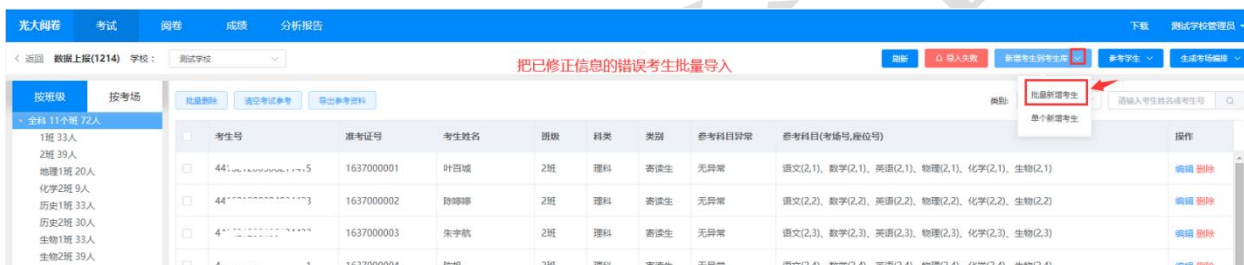 光大阅卷 考试 阅卷 成绩 分析报告 下载 测试学校管理员
< 返回 数据上报(1214) 学校： 测试学校 刷新 导入失败 新增考生到考生库 参考学生 生成考场编排
把已修正信息的错误考生批量导入
按班级 按考场 批量删除 清空考试参考 导出参考资料 类别: 批量新增考生 请输入考生姓名或考生号
单个新增考生
全科 11个班 72人
考生号 准考证号 考生姓名 班级 科类 类别 参考科目异常 参考科目(考场号,座位号) 操作
1班 33人
2班 39人
地理1班 20人
化学2班 9人
历史1班 33人
历史2班 30人
生物1班 33人
生物2班 39人
1637000001 叶百城 2班 理科 寄读生 无异常 语文(2,1)、数学(2,1)、英语(2,1)、物理(2,1)、化学(2,1)、生物(2,1) 编辑 删除
1637000002 陈婷婷 2班 理科 寄读生 无异常 语文(2,2)、数学(2,2)、英语(2,2)、物理(2,2)、化学(2,2)、生物(2,2) 编辑 删除
1637000003 朱宇航 2班 理科 寄读生 无异常 语文(2,3)、数学(2,3)、英语(2,3)、物理(2,3)、化学(2,3)、生物(2,3) 编辑 删除